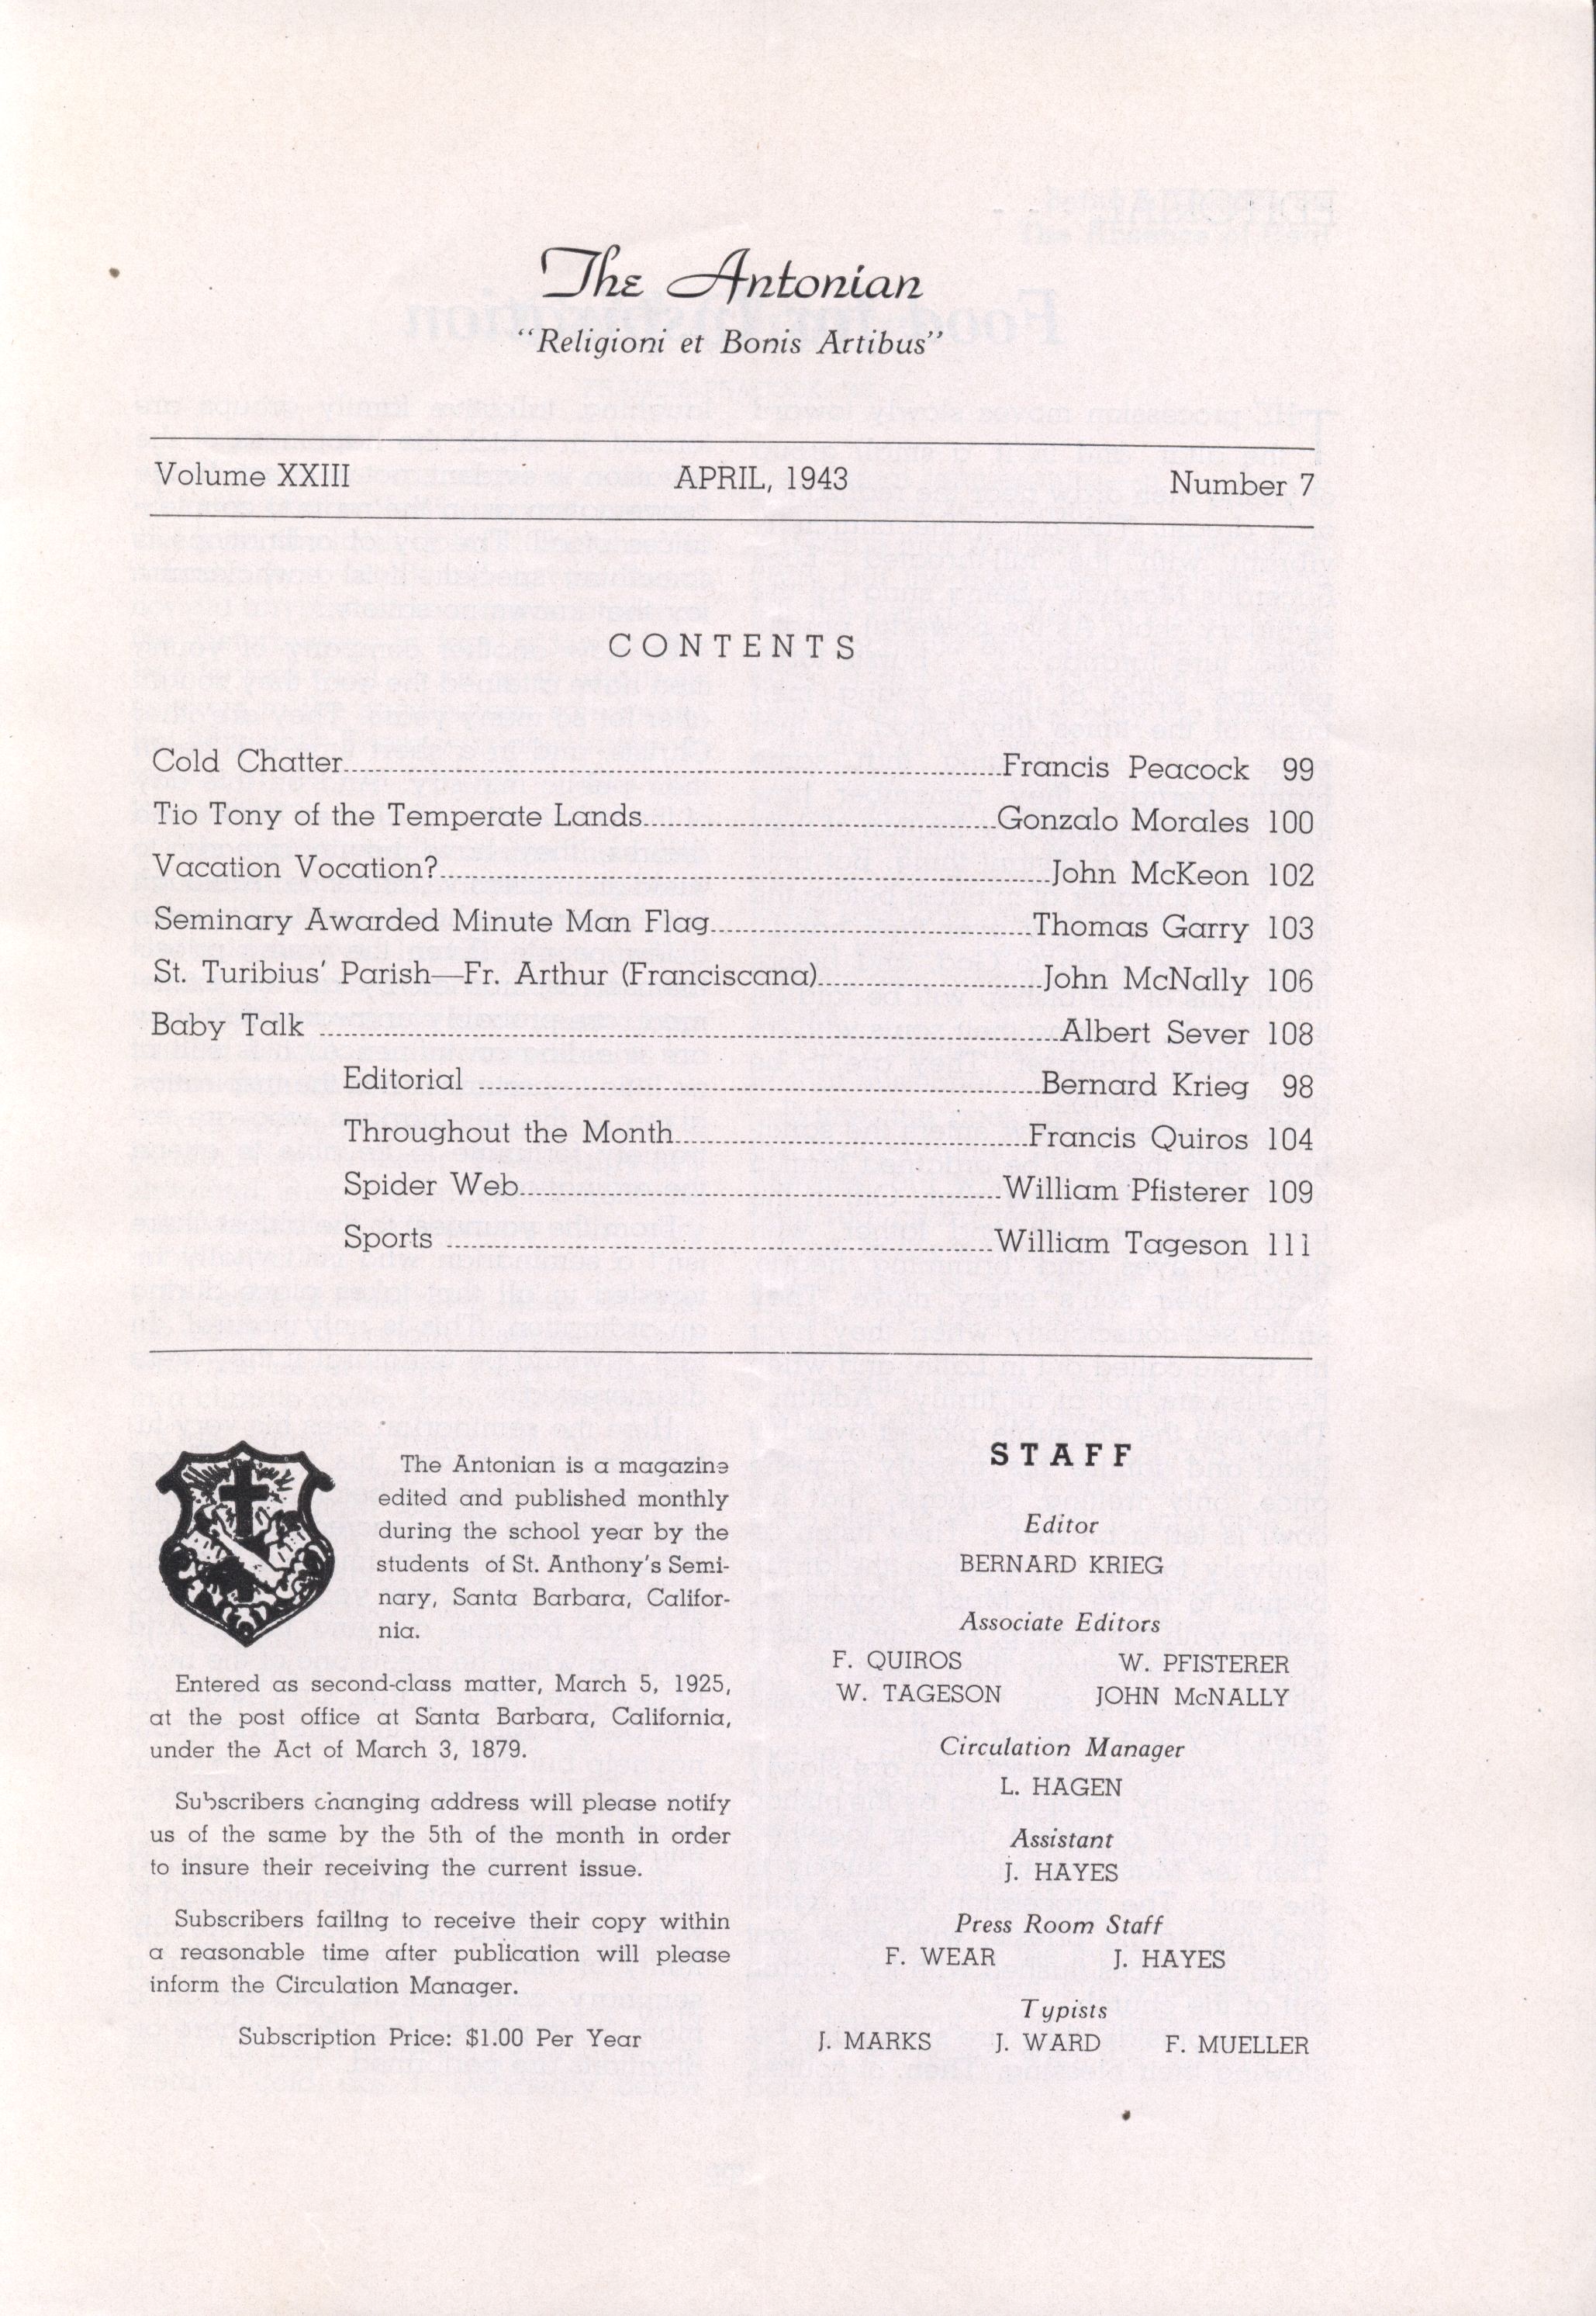 The Antonian
“Religioni et Bonis Artibus”
Volume XXIII APRIL, 1943 Number 7
CONTENTS
Cold Chatter Francis Peacock 99
Tio Tony of the Temperate Lands Gonzalo Morales 100
Vacation Vocation? John McKeon 102
Seminary Awarded Minute Man Flag Thomas Garry 103
St. Turibius’ Parish—Fr. Arthur (Franciscana) John McNally 106
Baby Talk Albert Sever 108
Editorial Bernard Krieg 98
Throughout the Month Francis Quiros 104
Spider Web William Pfisterer 109
Sports William Tageson 111
The Antonian is a magazine
edited and published monthly
during the school year by the
students of St. Anthony’s Semi-
nary, Santa Barbara, Califor-
nia.
Entered as second-class matter, March 5, 1925,
at the post office at Santa Barbara, California,
under the Act of March 3, 1879.
Subscribers changing address will please notify
us of the same by the 5th of the month in order
to insure their receiving the current issue.
Subscribers failing to receive their copy within
a reasonable time after publication will please
inform the Circulation Manager.
Subscription Price: $1.00 Per Year
STAFF
Editor
BERNARD KRIEG
Associate Editors
F. QUIROS W. PFISTERER
W. TAGESON JOHN McNALLY
Circulation Manager
L. HAGEN
Assistant
J. HAYES
Press Room Staff
F. WEAR J. HAYES
Typists
J. MARKS J. WARD F. MUELLER